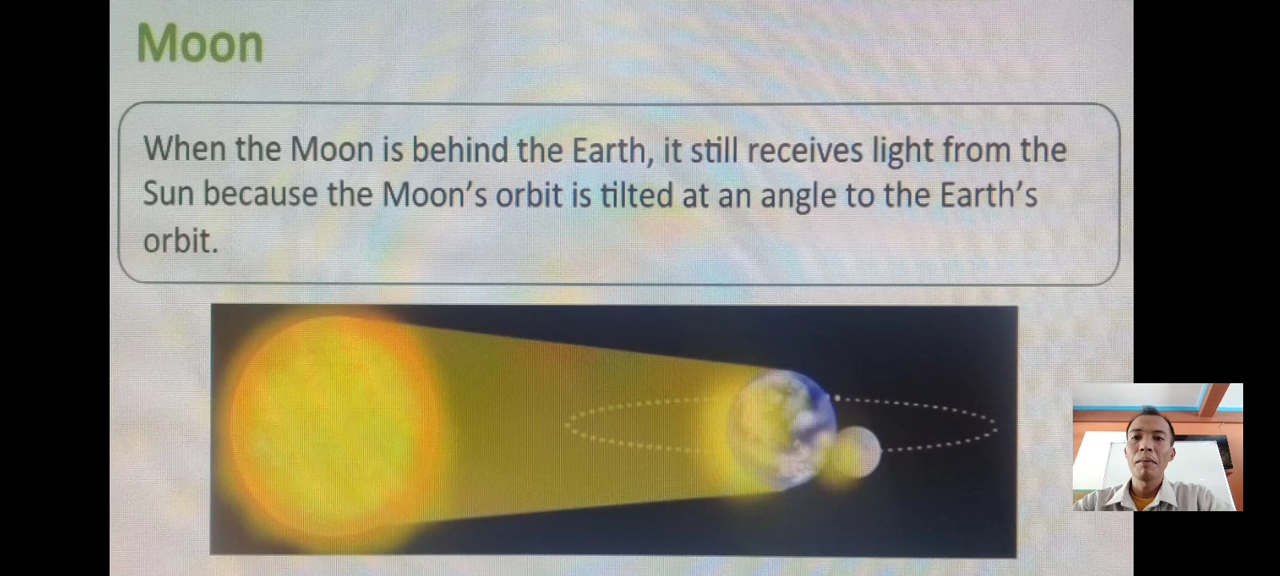 Moon
When the Moon is behind the Earth, it still receives light from the
Sun because the Moon's orbit is tilted at an angle to the Earth's
orbit.